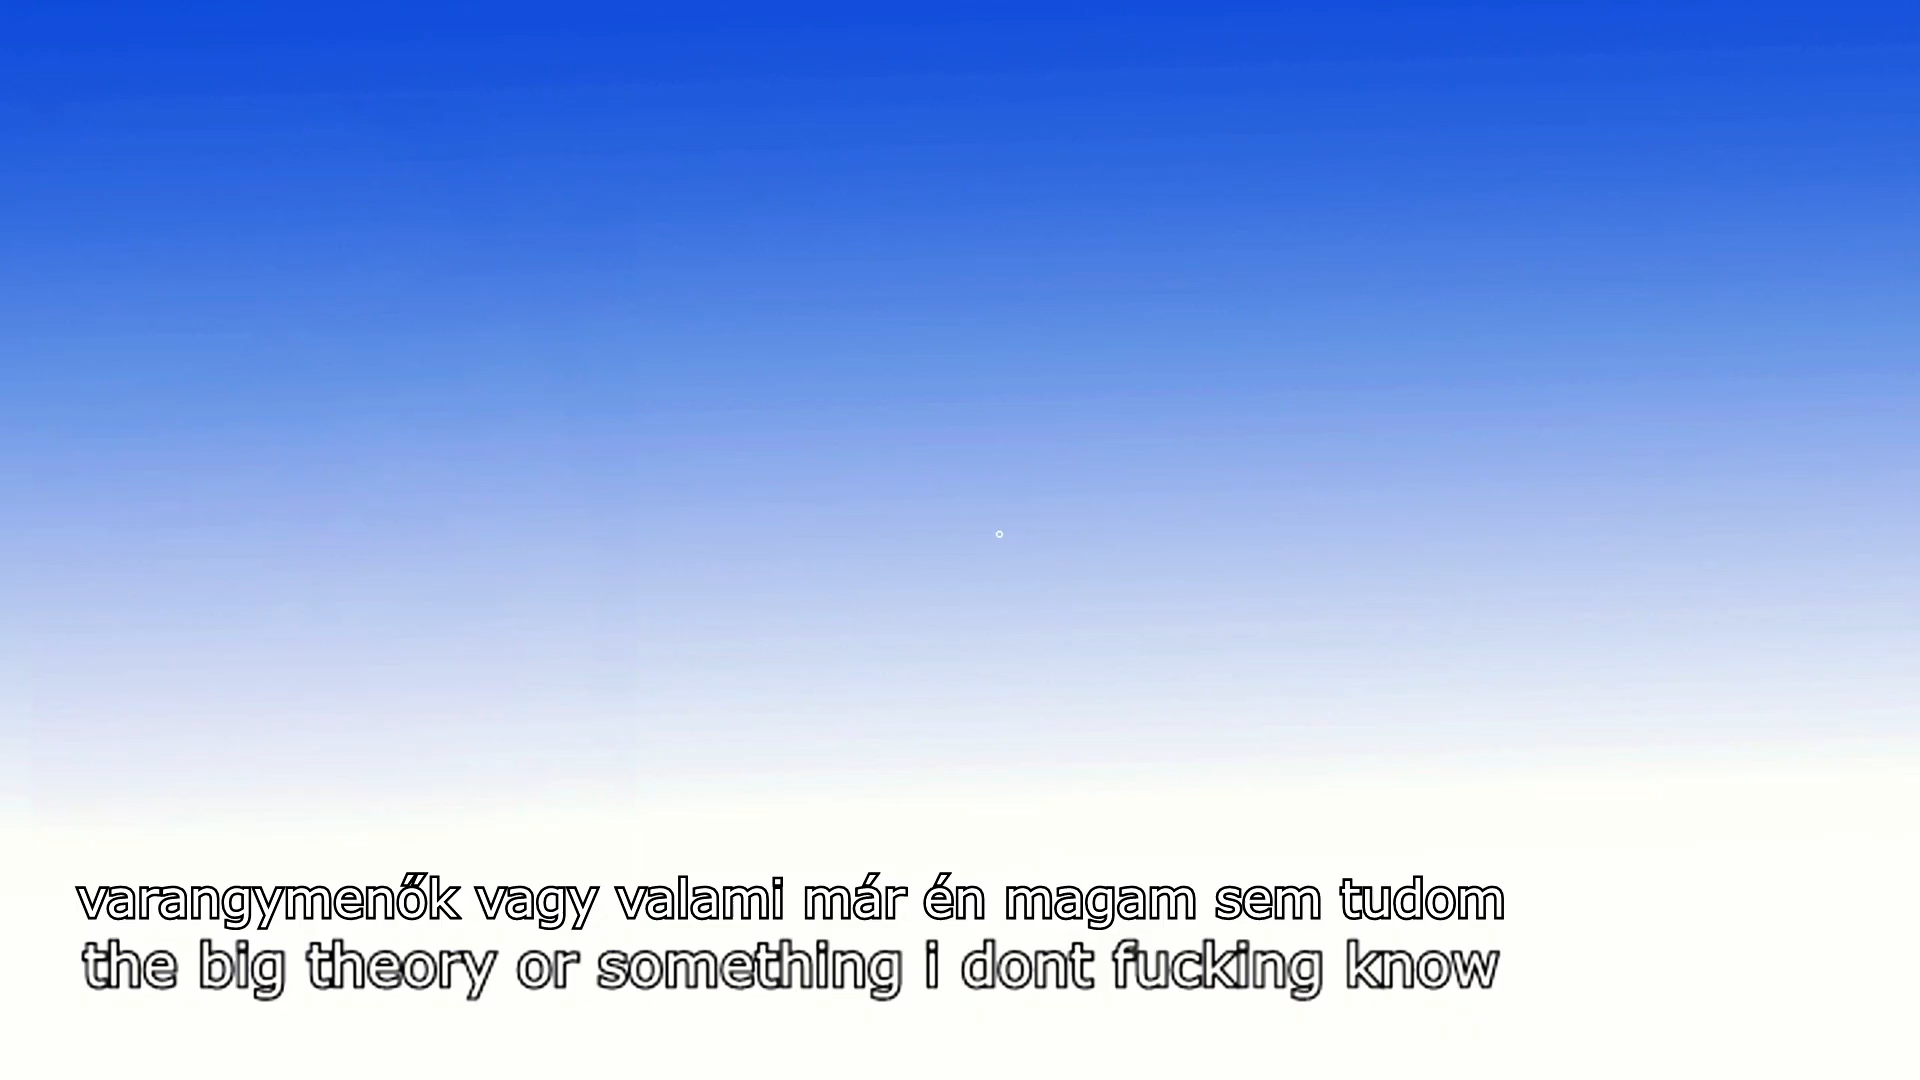 varangymenők vagy valami már én magam sem tudom
the big theory or something i dont fucking know